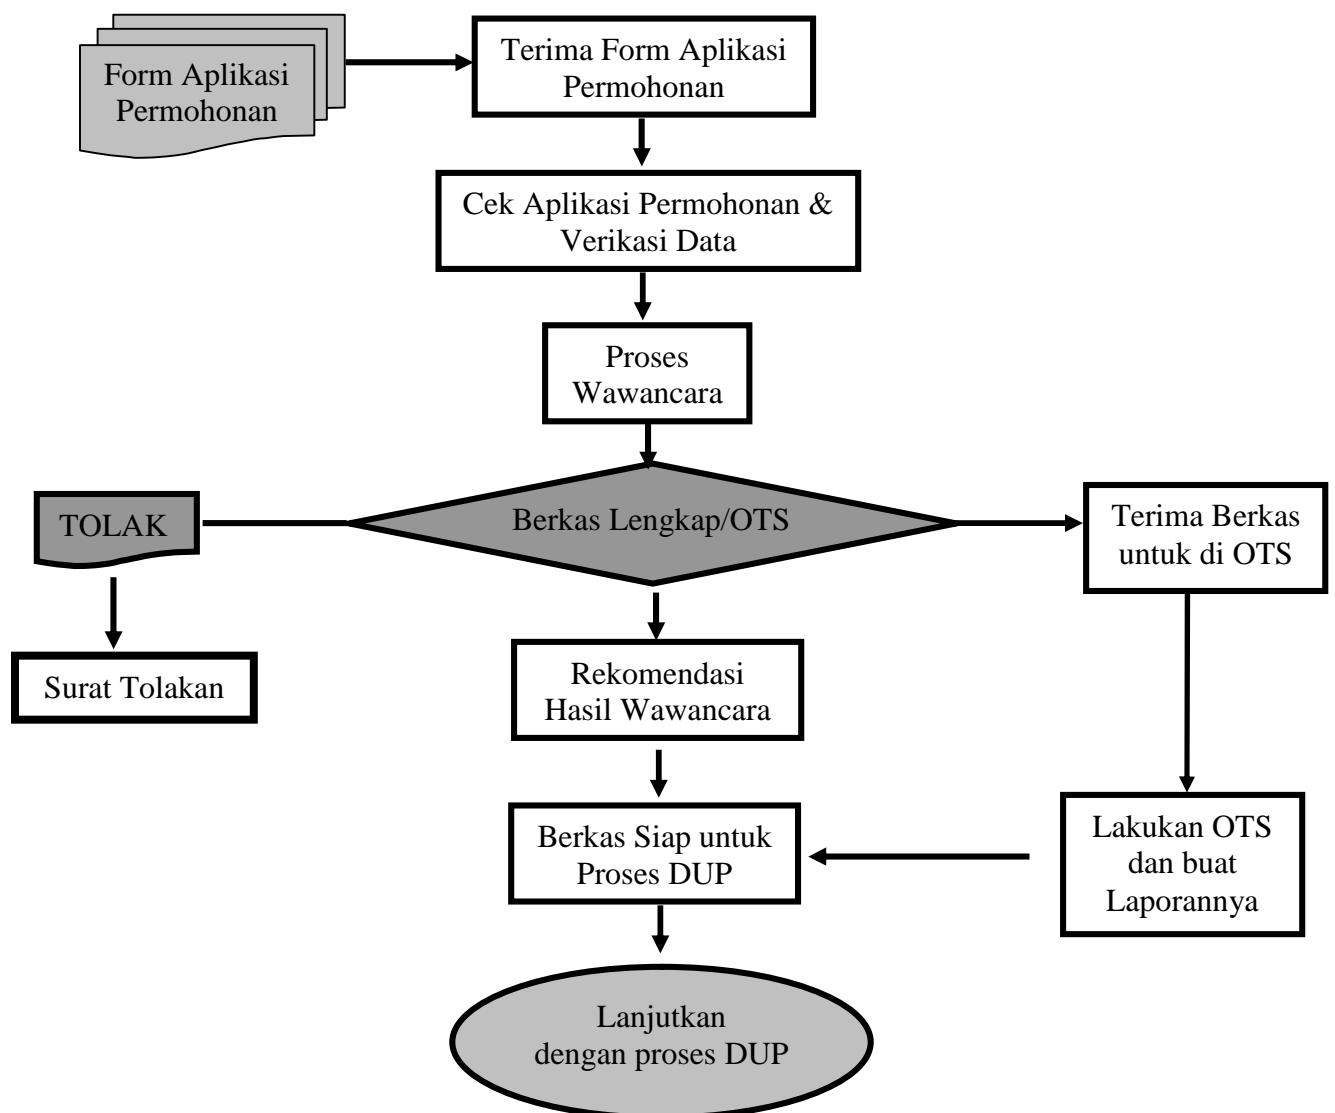 Form Aplikasi
Permohonan
Terima Form Aplikasi
Permohonan
Cek Aplikasi Permohonan &
Verikasi Data
Proses
Wawancara
TOLAK
Berkas Lengkap/OTS
Terima Berkas
untuk di OTS
Surat Tolakan
Rekomendasi
Hasil Wawancara
Berkas Siap untuk
Proses DUP
Lakukan OTS
dan buat
Laporannya
Lanjutkan
dengan proses DUP